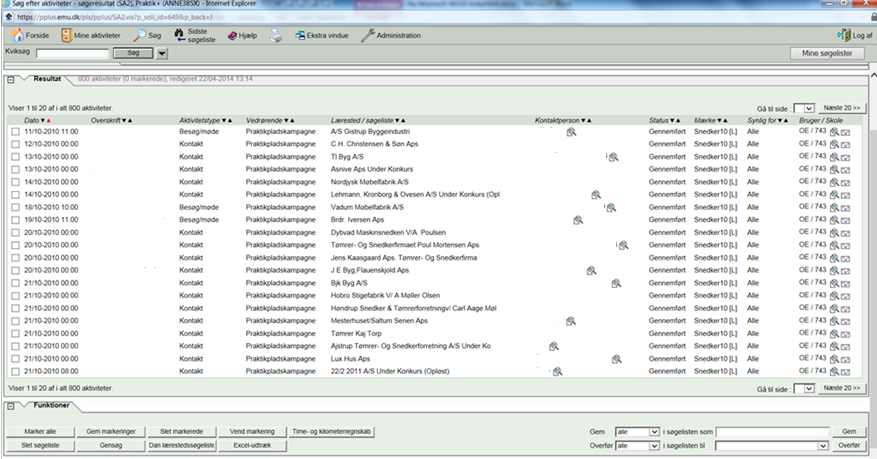 Søg efter aktiviteter - søgeresultat (SA2), Praktik+ (ANNE385X) - Internet Explorer
https://pplus.emu.dk/pls/pplus/SA2.vis?p_soli_id=649&p_back=J
Forside Mine aktiviteter Søg Sidste søgeliste Hjælp Ekstra vindue Administration Log af
Kviksøg Søg Mine søgelister
Resultat 800 aktiviteter (0 markerede), redigeret 22/04-2014 13:14
Viser 1 til 20 af i alt 800 aktiviteter. Gå til side : Næste 20 >>
Dato Overskrift Aktivitetstype Vedrørende Lærested / søgeliste Kontaktperson Status Mærke Synlig for Bruger / Skole
11/10-2010 11:00 Besøg/møde Praktikpladskampagne A/S Gistrup Byggeindustri Gennemført Snedker10 [L] Alle OE / 743
12/10-2010 00:00 Kontakt Praktikpladskampagne C.H. Christensen & Søn Aps Gennemført Snedker10 [L] Alle OE / 743
13/10-2010 00:00 Kontakt Praktikpladskampagne TI Byg A/S Gennemført Snedker10 [L] Alle OE / 743
13/10-2010 00:00 Kontakt Praktikpladskampagne Asnive Aps Under Konkurs Gennemført Snedker10 [L] Alle OE / 743
14/10-2010 00:00 Kontakt Praktikpladskampagne Nordjysk Møbelfabrik A/S Gennemført Snedker10 [L] Alle OE / 743
14/10-2010 00:00 Kontakt Praktikpladskampagne Lehmann. Kronborg & Ovesen A/S Under Konkurs (Opl Gennemført Snedker10 [L] Alle OE / 743
18/10-2010 10:00 Besøg/møde Praktikpladskampagne Vadum Møbelfabrik A/S Gennemført Snedker10 [L] Alle OE / 743
19/10-2010 11:00 Besøg/møde Praktikpladskampagne Brdr. Iversen Aps Gennemført Snedker10 [L] Alle OE / 743
20/10-2010 00:00 Kontakt Praktikpladskampagne Dybvad Maskinsnedkeri V/A. Poulsen Gennemført Snedker10 [L] Alle OE / 743
20/10-2010 00:00 Kontakt Praktikpladskampagne Tømrer- Og Snedkerfirmaet Poul Mortensen Aps Gennemført Snedker10 [L] Alle OE / 743
20/10-2010 00:00 Kontakt Praktikpladskampagne Jens Kaasgaard Aps. Tømrer- Og Snedkerfirma Gennemført Snedker10 [L] Alle OE / 743
20/10-2010 00:00 Kontakt Praktikpladskampagne J E Byg,Flauenskjold Aps Gennemført Snedker10 [L] Alle OE / 743
21/10-2010 00:00 Kontakt Praktikpladskampagne Bjk Byg A/S Gennemført Snedker10 [L] Alle OE / 743
21/10-2010 00:00 Kontakt Praktikpladskampagne Hobro Stigefabrik V/ A Møller Olsen Gennemført Snedker10 [L] Alle OE / 743
21/10-2010 00:00 Kontakt Praktikpladskampagne Høndrup Snedker & Tømrerforretningv/ Carl Aage Møl Gennemført Snedker10 [L] Alle OE / 743
21/10-2010 00:00 Kontakt Praktikpladskampagne Mesterhuset/Saltum Serien Aps Gennemført Snedker10 [L] Alle OE / 743
21/10-2010 00:00 Kontakt Praktikpladskampagne Tømrer Kaj Torp Gennemført Snedker10 [L] Alle OE / 743
21/10-2010 00:00 Kontakt Praktikpladskampagne Ajstrup Tømrer- Og Snedkerforretning A/S Under Ko Gennemført Snedker10 [L] Alle OE / 743
21/10-2010 00:00 Kontakt Praktikpladskampagne Lux Hus Aps Gennemført Snedker10 [L] Alle OE / 743
21/10-2010 08:00 Kontakt Praktikpladskampagne 22/2 2011 A/S Under Konkurs (Opløst) Gennemført Snedker10 [L] Alle OE / 743
Viser 1 til 20 af i alt 800 aktiviteter. Gå til side : Næste 20 >>
Funktioner
Marker alle Gem markeringer Slet markerede Vend markering Time- og kilometerregnskab Gem alle i søgelisten som Gem
Slet søgeliste Gensøg Dan lærestedssøgeliste Excel-udtræk Overfør alle i søgelisten til Overfør